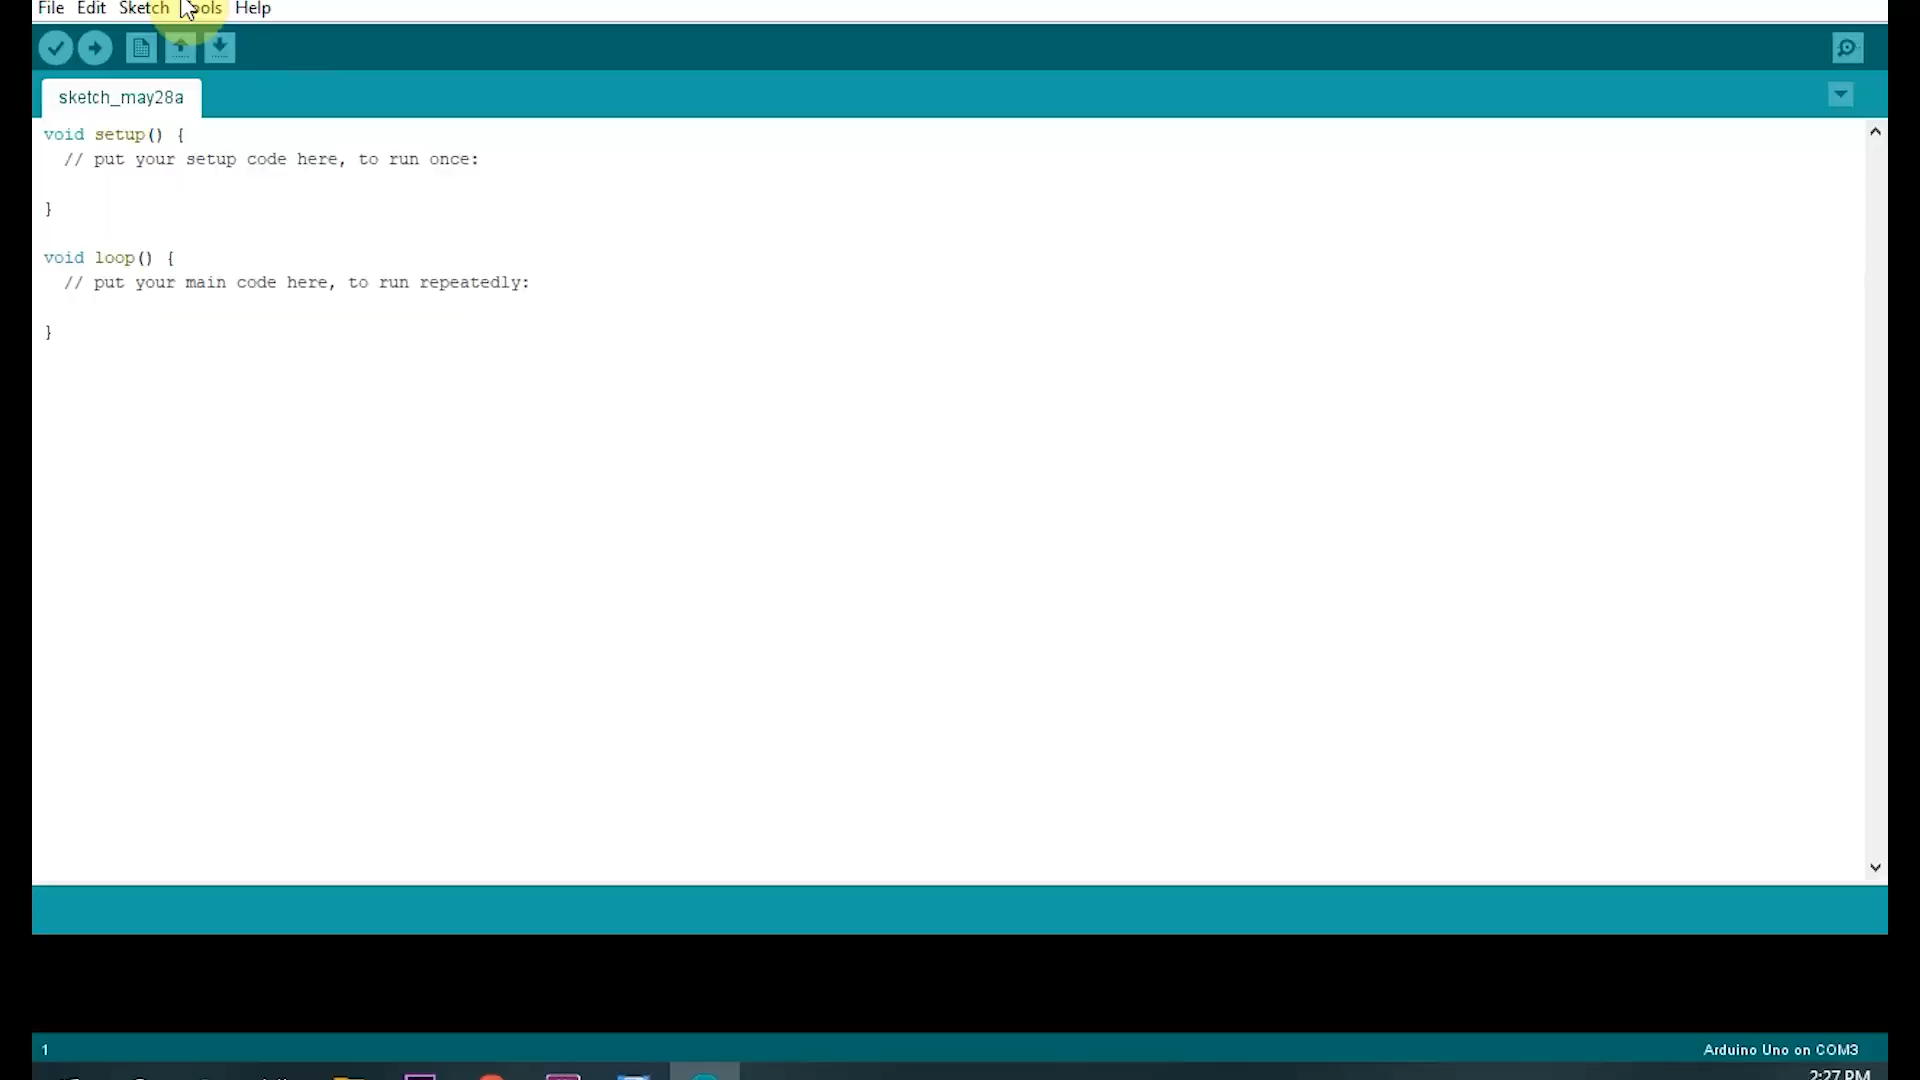 File Edit Sketch Tools Help
sketch_may28a
void setup() {
  // put your setup code here, to run once:
}
void loop() {
  // put your main code here, to run repeatedly:
}
1
Arduino Uno on COM3
2:27 PM